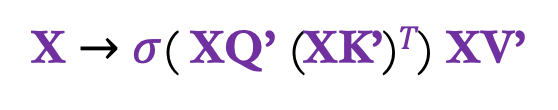 X → σ( XQ’ (XK’)ᵀ) XV’